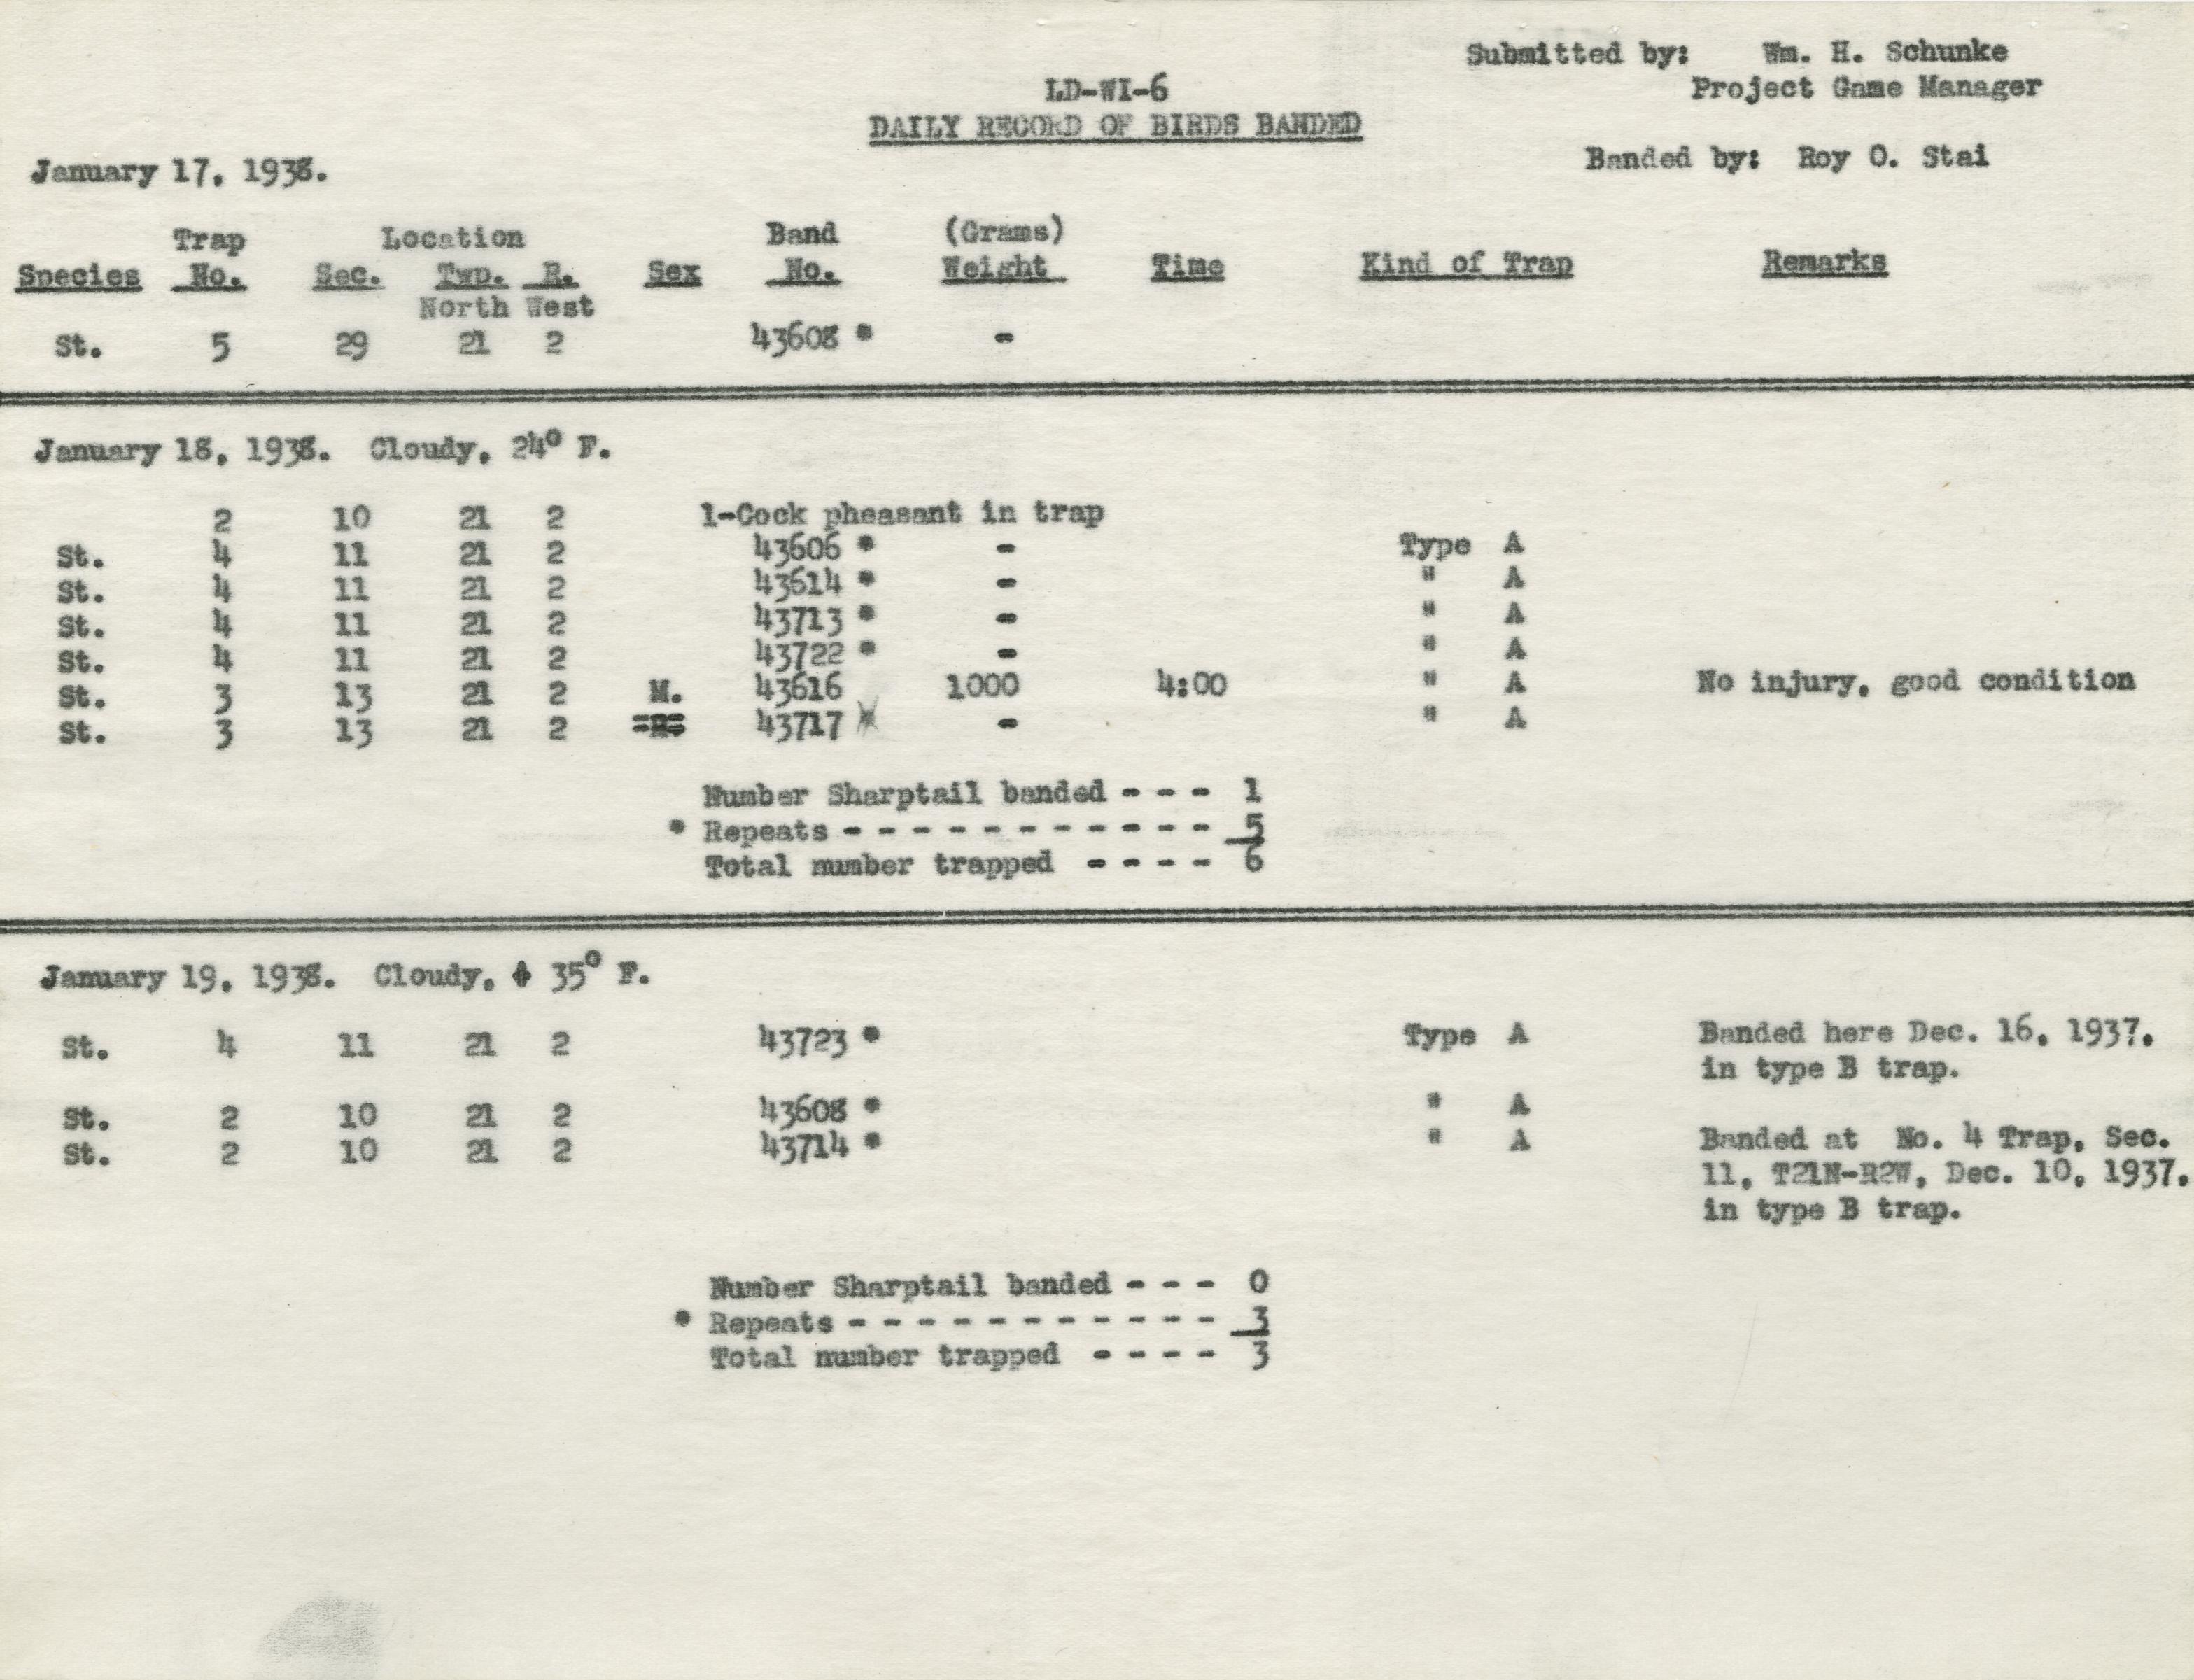 Submitted by: Wm. H. Schunke
Project Game Manager
LD-WI-6
DAILY RECORD OF BIRDS BANDED
Banded by: Roy O. Stai
January 17, 1938.
Trap Location Band (Grams)
Species No. Sec. Twp. R. Sex No. Weight Time Kind of Trap Remarks
North West
St. 5 29 21 2 43608 * -
January 18, 1938. Cloudy, 24° F.
2 10 21 2 1-Cock pheasant in trap
St. 4 11 21 2 43606 * - Type A
St. 4 11 21 2 43614 * - " A
St. 4 11 21 2 43713 * - " A
St. 4 11 21 2 43722 * - " A
St. 3 13 21 2 M. 43616 1000 4:00 " A No injury, good condition
St. 3 13 21 2 43717 * - " A
Number Sharptail banded - - - 1
* Repeats - - - - - - - - - - - 5
Total number trapped - - - - 6
January 19, 1938. Cloudy, + 35° F.
St. 4 11 21 2 43723 * Type A Banded here Dec. 16, 1937.
in type B trap.
St. 2 10 21 2 43608 * " A
St. 2 10 21 2 43714 * " A Banded at No. 4 Trap, Sec.
11, T21N-R2W, Dec. 10, 1937.
in type B trap.
Number Sharptail banded - - - 0
* Repeats - - - - - - - - - - - 3
Total number trapped - - - - 3